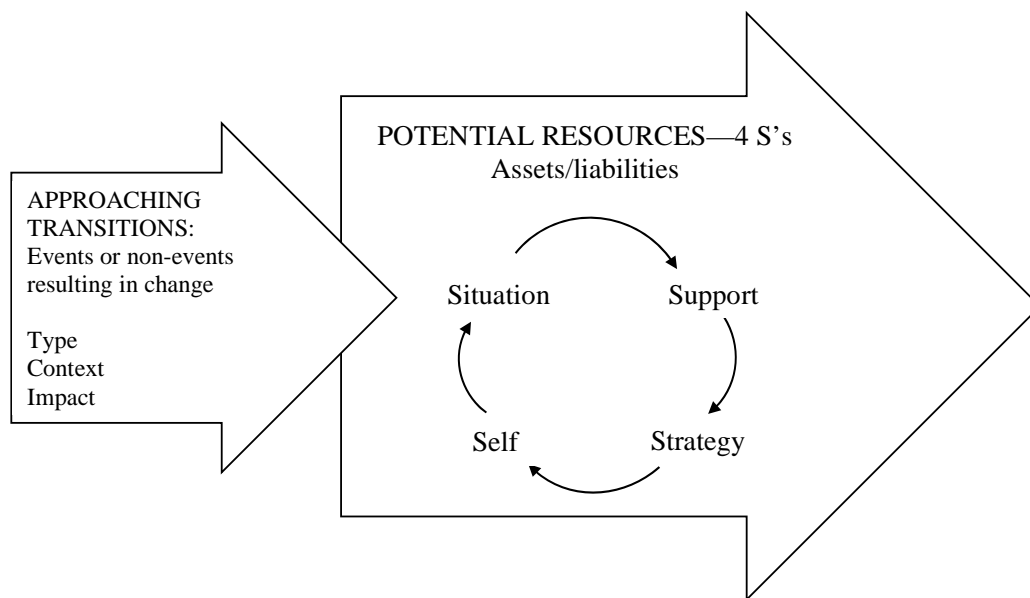 APPROACHING
TRANSITIONS:
Events or non-events
resulting in change
Type
Context
Impact
POTENTIAL RESOURCES—4 S’s
Assets/liabilities
Situation
Support
Self
Strategy